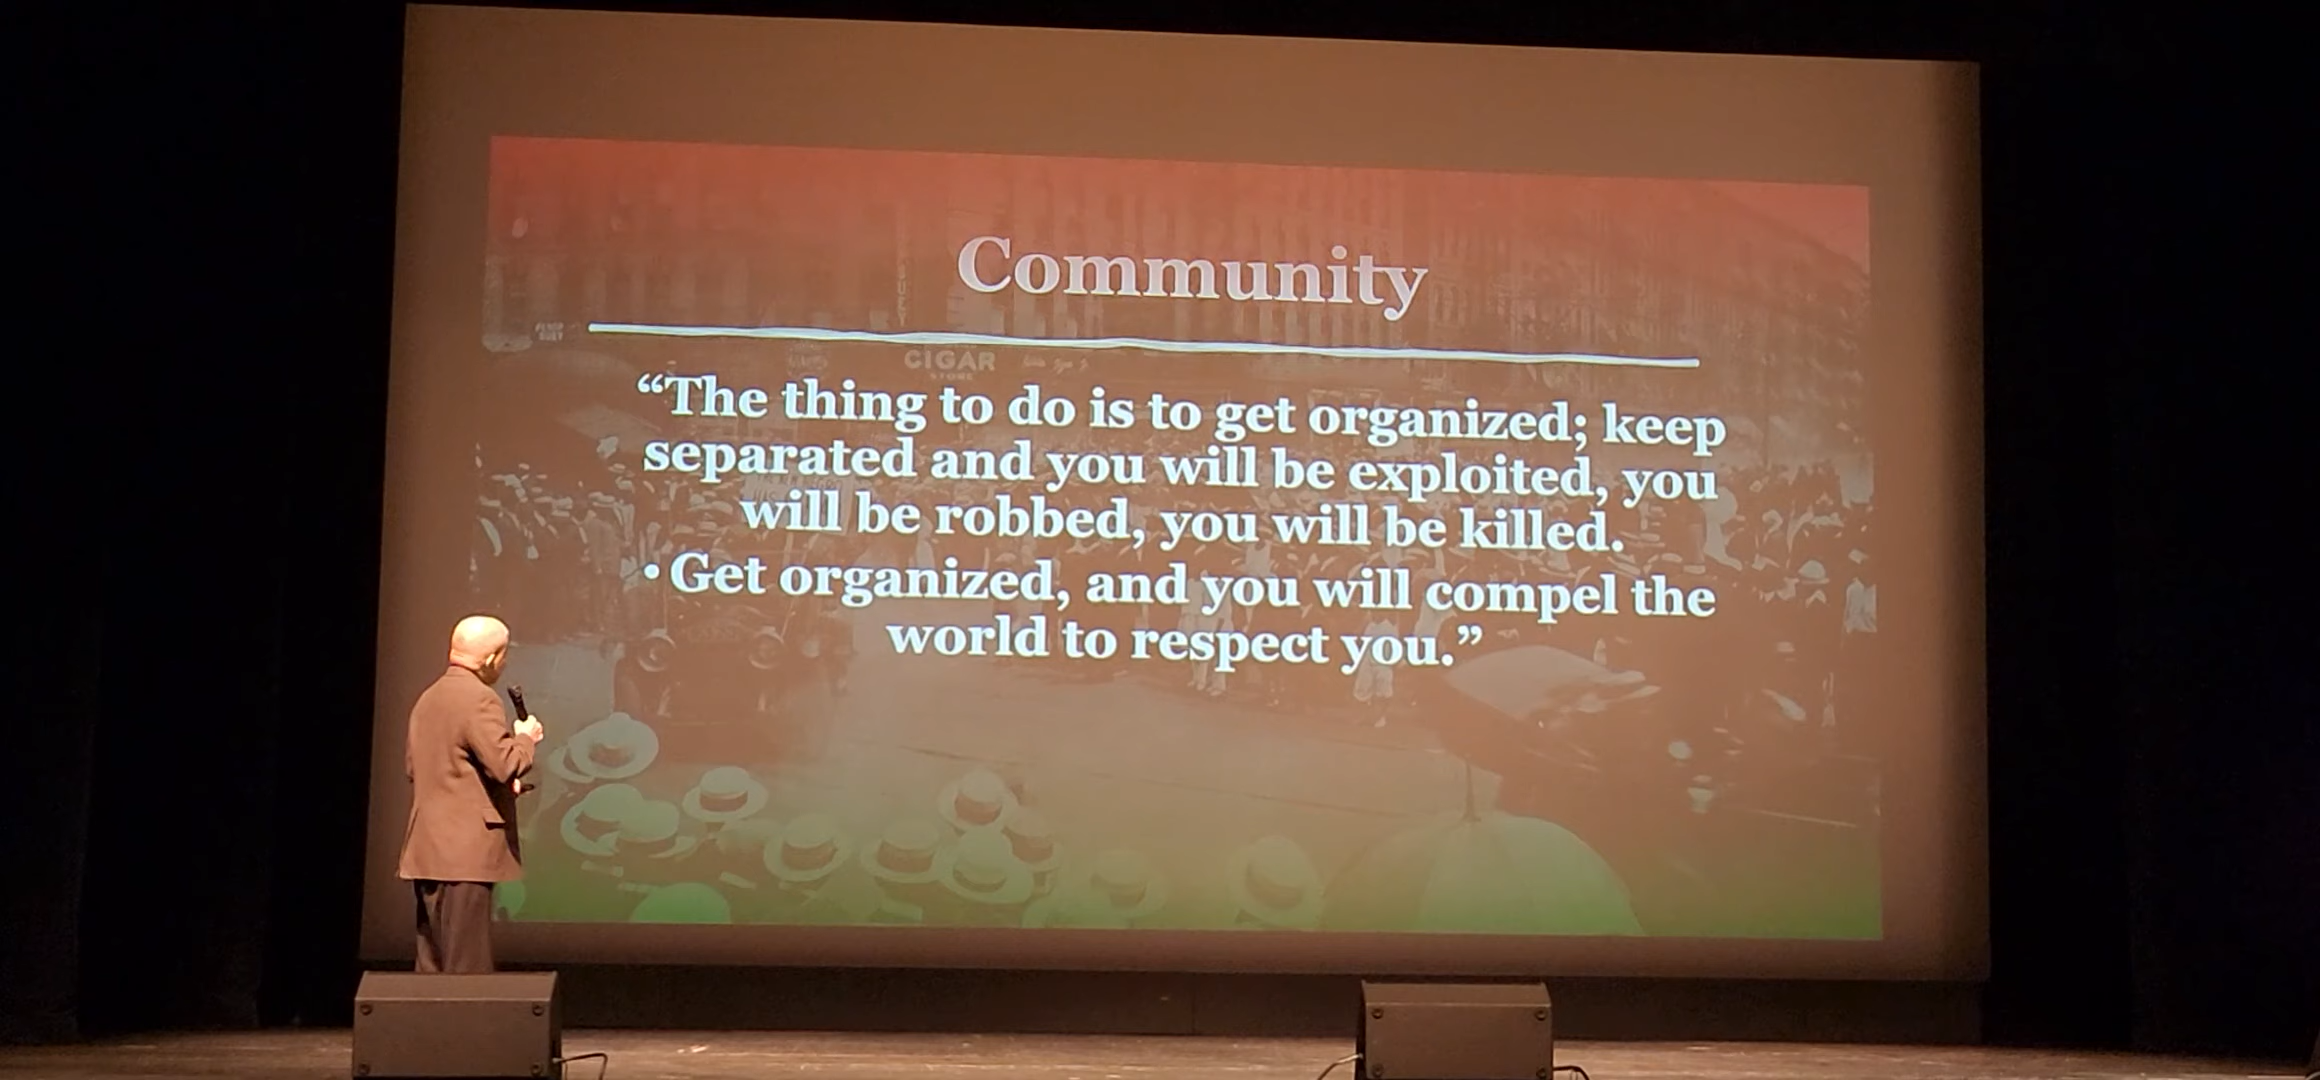 Community
CIGAR
STORE
“The thing to do is to get organized; keep
separated and you will be exploited, you
will be robbed, you will be killed.
• Get organized, and you will compel the
world to respect you.”